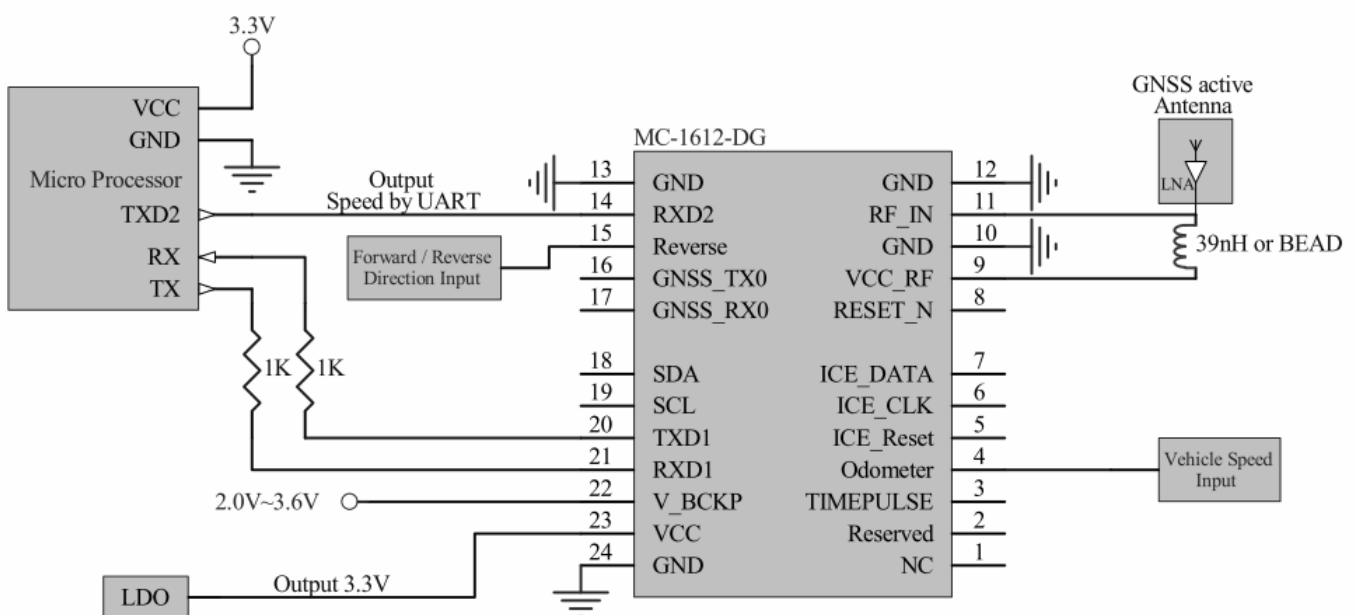 3.3V
VCC
GND
Micro Processor
TXD2
RX
TX
Output
Speed by UART
Forward / Reverse
Direction Input
1K
1K
2.0V~3.6V
LDO
Output 3.3V
MC-1612-DG
13 GND
14 RXD2
15 Reverse
16 GNSS_TX0
17 GNSS_RX0
18 SDA
19 SCL
20 TXD1
21 RXD1
22 V_BCKP
23 VCC
24 GND
GND 12
RF_IN 11
GND 10
VCC_RF 9
RESET_N 8
ICE_DATA 7
ICE_CLK 6
ICE_Reset 5
Odometer 4
TIMEPULSE 3
Reserved 2
NC 1
GNSS active
Antenna
LNA
39nH or BEAD
Vehicle Speed
Input